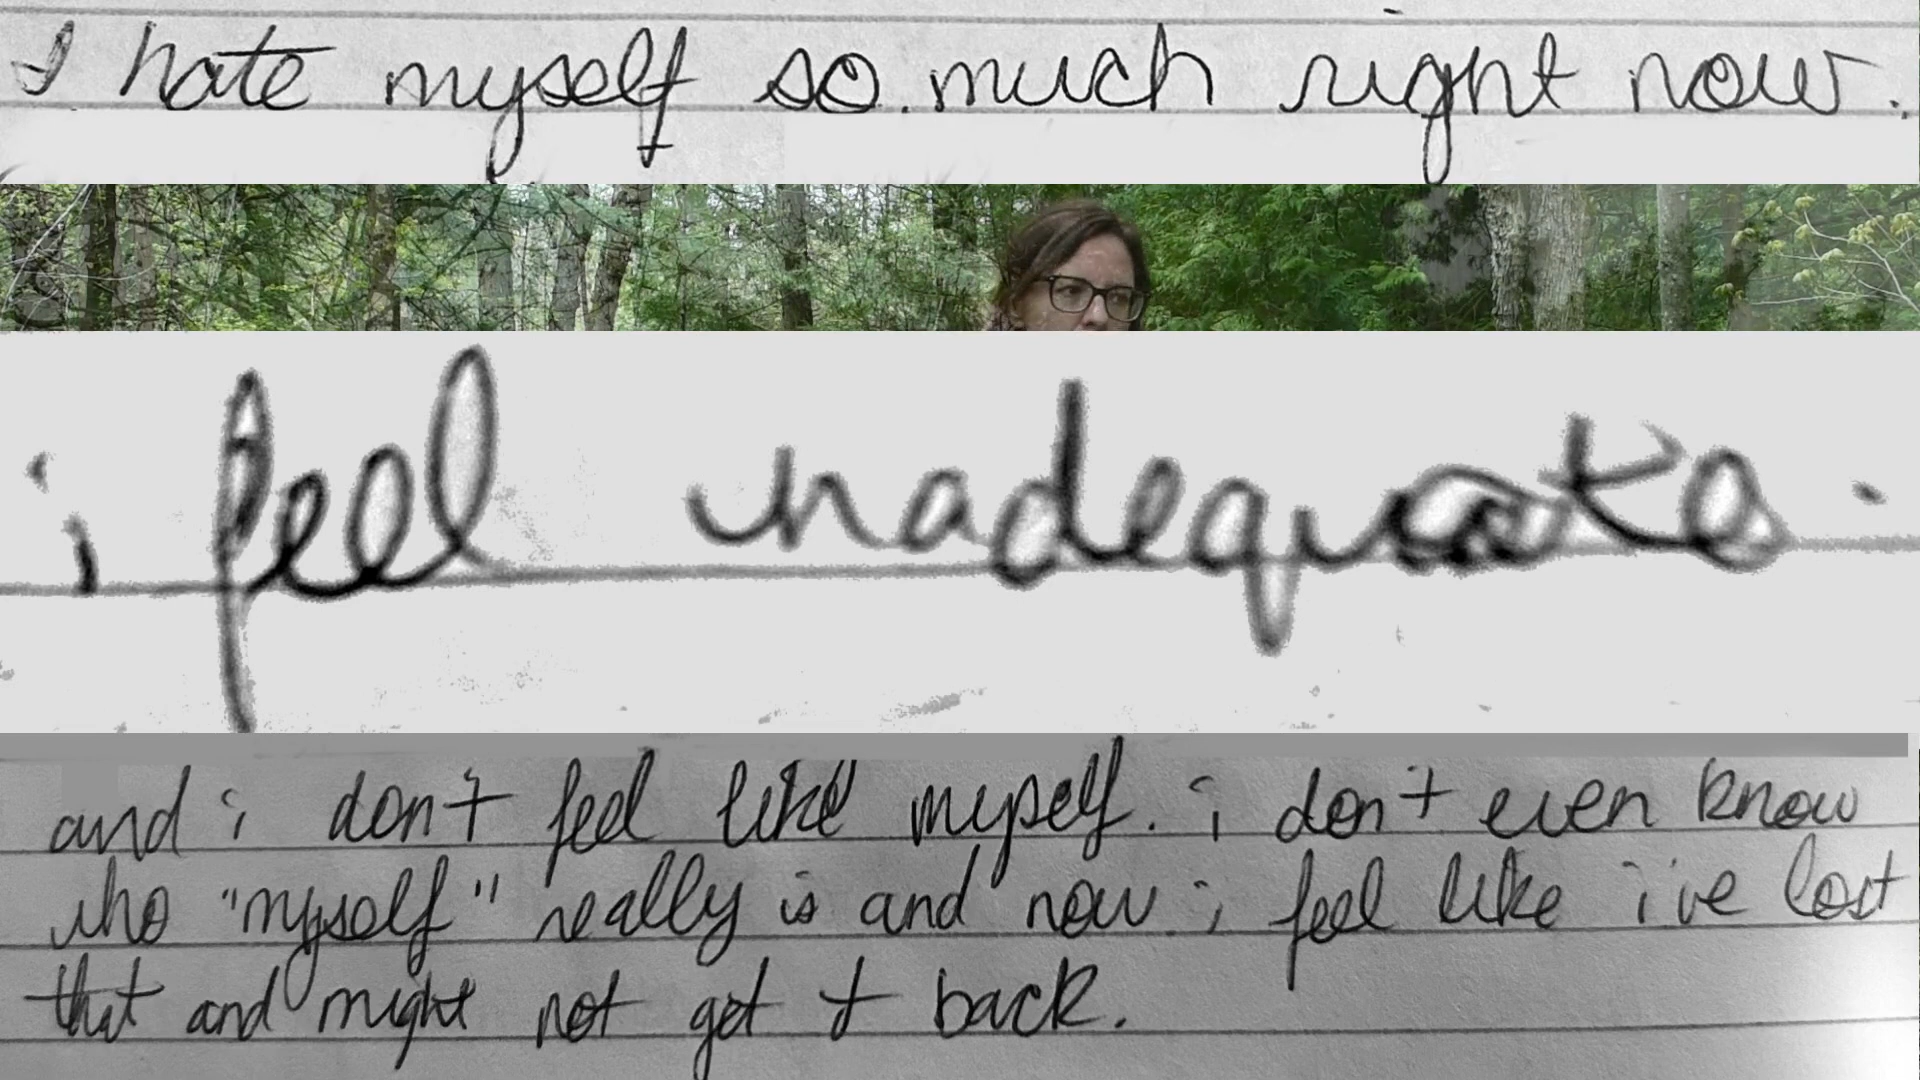 I hate myself so much right now.
i feel inadequate.
and i don't feel like myself. i don't even know
who "myself" really is and now i feel like i've lost
that and might not get it back.